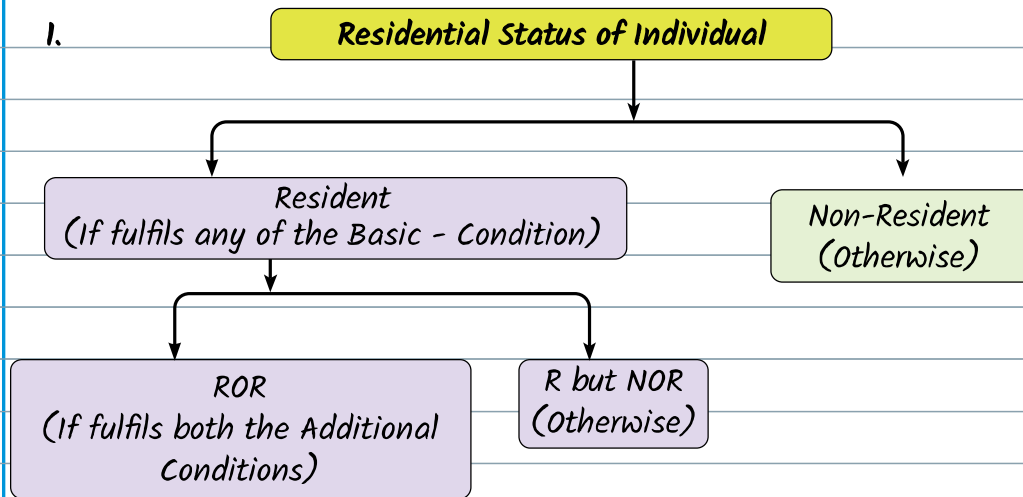 1.
Residential Status of Individual
Resident
(If fulfils any of the Basic - Condition)
Non-Resident
(Otherwise)
ROR
(If fulfils both the Additional
Conditions)
R but NOR
(Otherwise)